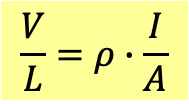 V/L = ρ · I/A